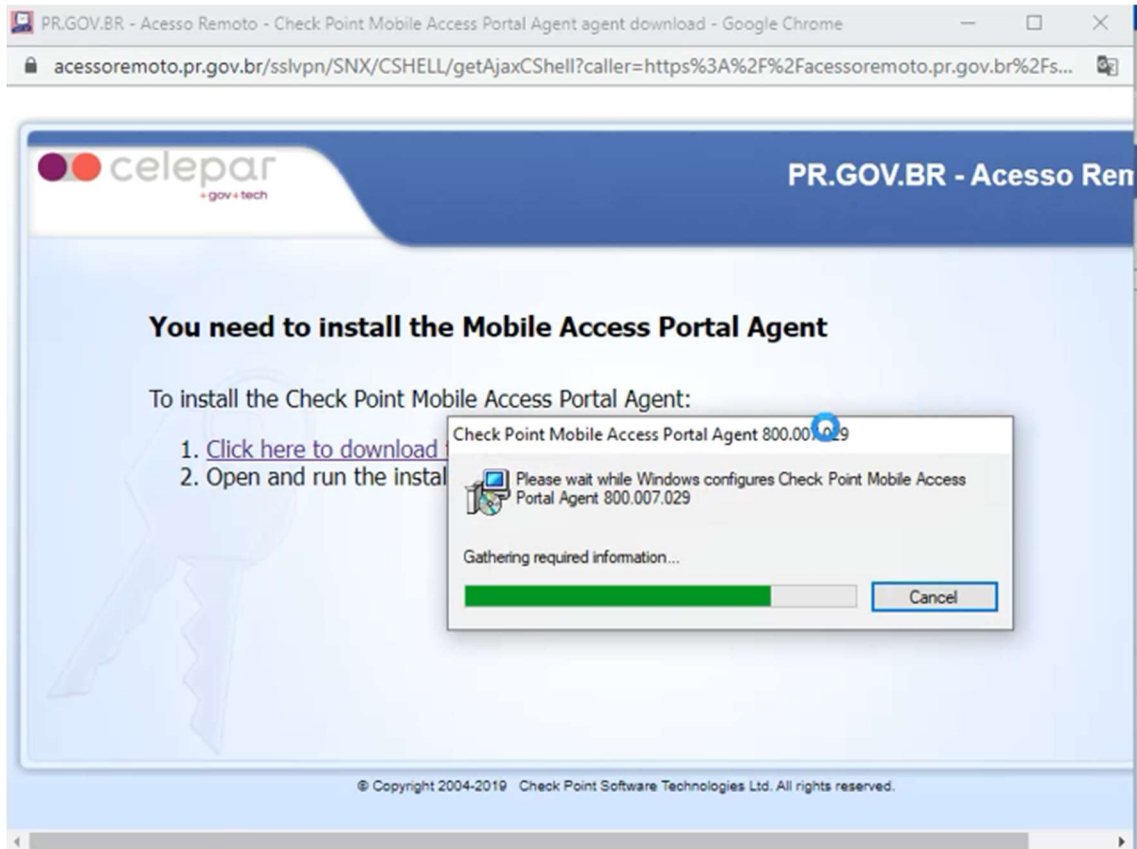 PR.GOV.BR - Acesso Remoto - Check Point Mobile Access Portal Agent agent download - Google Chrome
acessoremoto.pr.gov.br/sslvpn/SNX/CSHELL/getAjaxCShell?caller=https%3A%2F%2Facessoremoto.pr.gov.br%2Fs...
celepar
+gov+tech
PR.GOV.BR - Acesso Rem
You need to install the Mobile Access Portal Agent
To install the Check Point Mobile Access Portal Agent:
1. Click here to download
2. Open and run the instal
Check Point Mobile Access Portal Agent 800.007.029
Please wait while Windows configures Check Point Mobile Access
Portal Agent 800.007.029
Gathering required information...
Cancel
© Copyright 2004-2019 Check Point Software Technologies Ltd. All rights reserved.